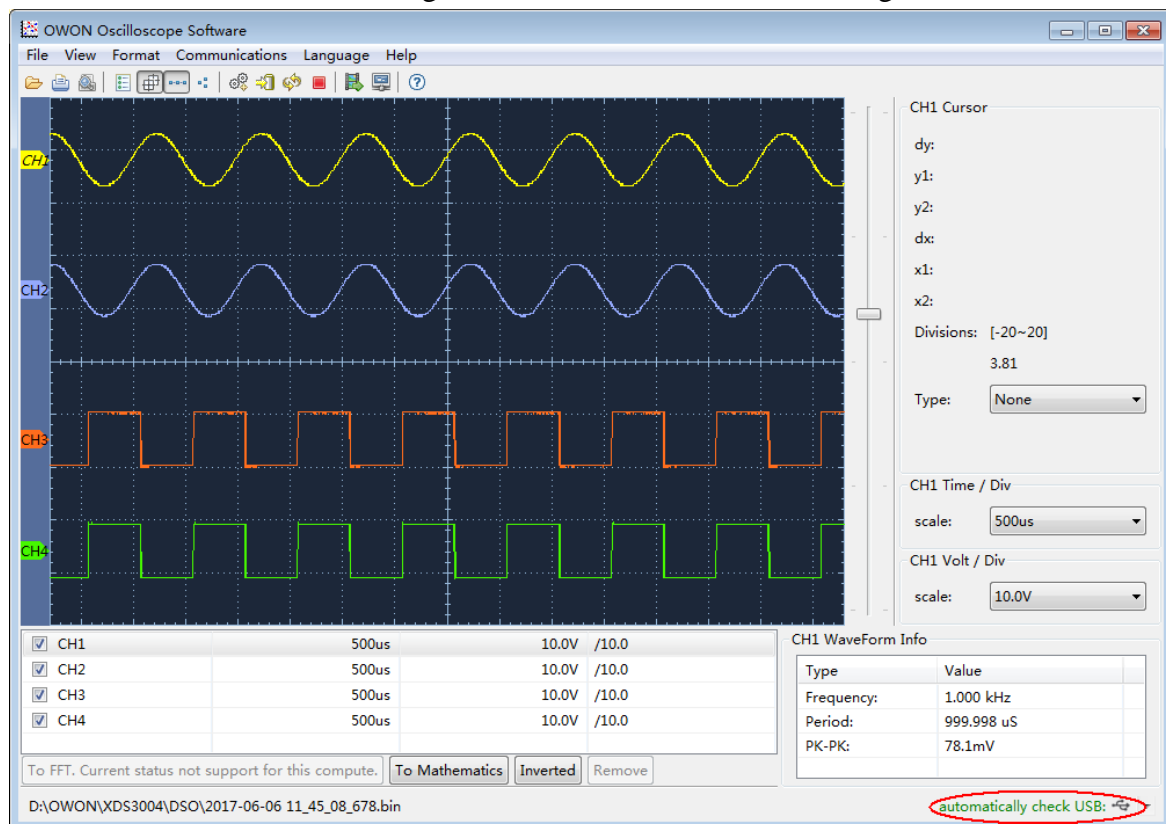 OWON Oscilloscope Software
File View Format Communications Language Help
CH1
CH2
CH3
CH4
CH1 Cursor
dy:
y1:
y2:
dx:
x1:
x2:
Divisions: [-20~20]
3.81
Type: None
CH1 Time / Div
scale: 500us
CH1 Volt / Div
scale: 10.0V
CH1 500us 10.0V /10.0
CH2 500us 10.0V /10.0
CH3 500us 10.0V /10.0
CH4 500us 10.0V /10.0
CH1 WaveForm Info
Type Value
Frequency: 1.000 kHz
Period: 999.998 uS
PK-PK: 78.1mV
To FFT. Current status not support for this compute. To Mathematics Inverted Remove
D:\OWON\XDS3004\DSO\2017-06-06 11_45_08_678.bin automatically check USB: